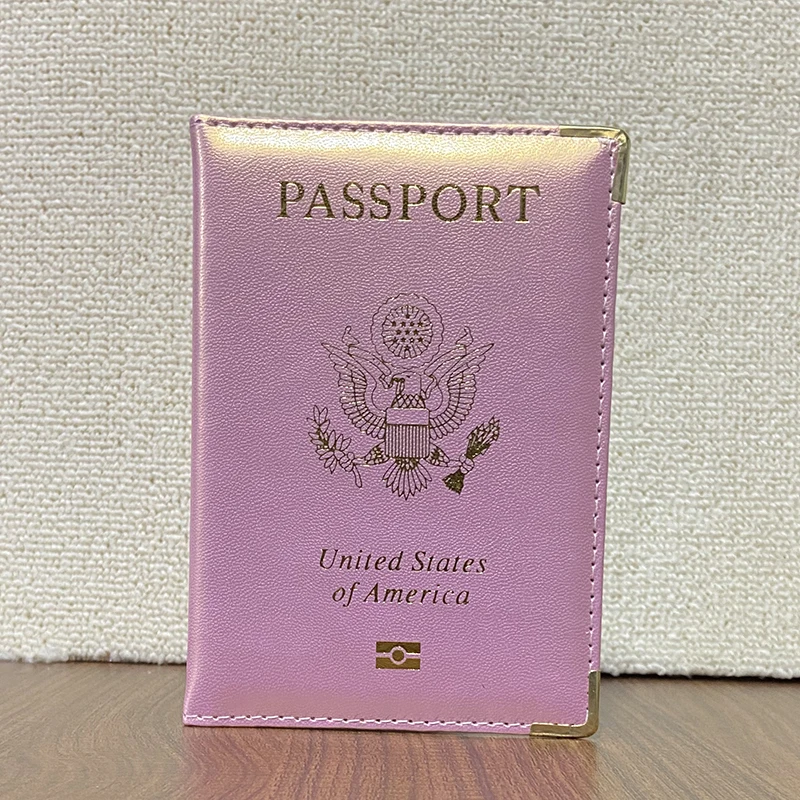 PASSPORT
United States
of America